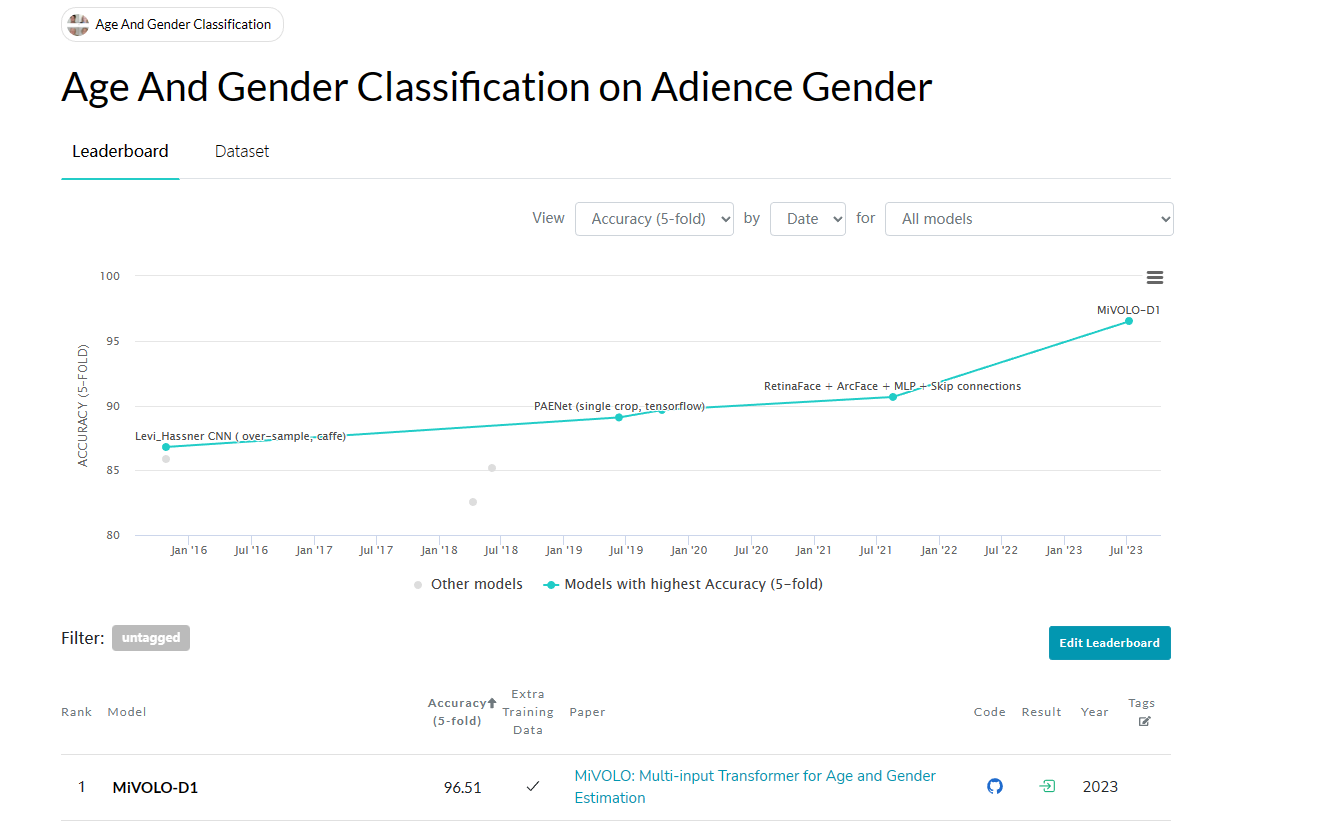 Age And Gender Classification
Age And Gender Classification on Adience Gender
Leaderboard Dataset
View Accuracy (5-fold) by Date for All models
100
MiVOLO-D1
95
RetinaFace + ArcFace + MLP + Skip connections
PAENet (single crop, tensorflow)
90
Levi_Hassner CNN ( over-sample, caffe)
85
80
ACCURACY (5-FOLD)
Jan '16 Jul '16 Jan '17 Jul '17 Jan '18 Jul '18 Jan '19 Jul '19 Jan '20 Jul '20 Jan '21 Jul '21 Jan '22 Jul '22 Jan '23 Jul '23
Other models Models with highest Accuracy (5-fold)
Filter: untagged
Edit Leaderboard
Rank Model Accuracy (5-fold) Extra Training Data Paper Code Result Year Tags
1 MiVOLO-D1 96.51 ✓ MiVOLO: Multi-input Transformer for Age and Gender 2023
Estimation